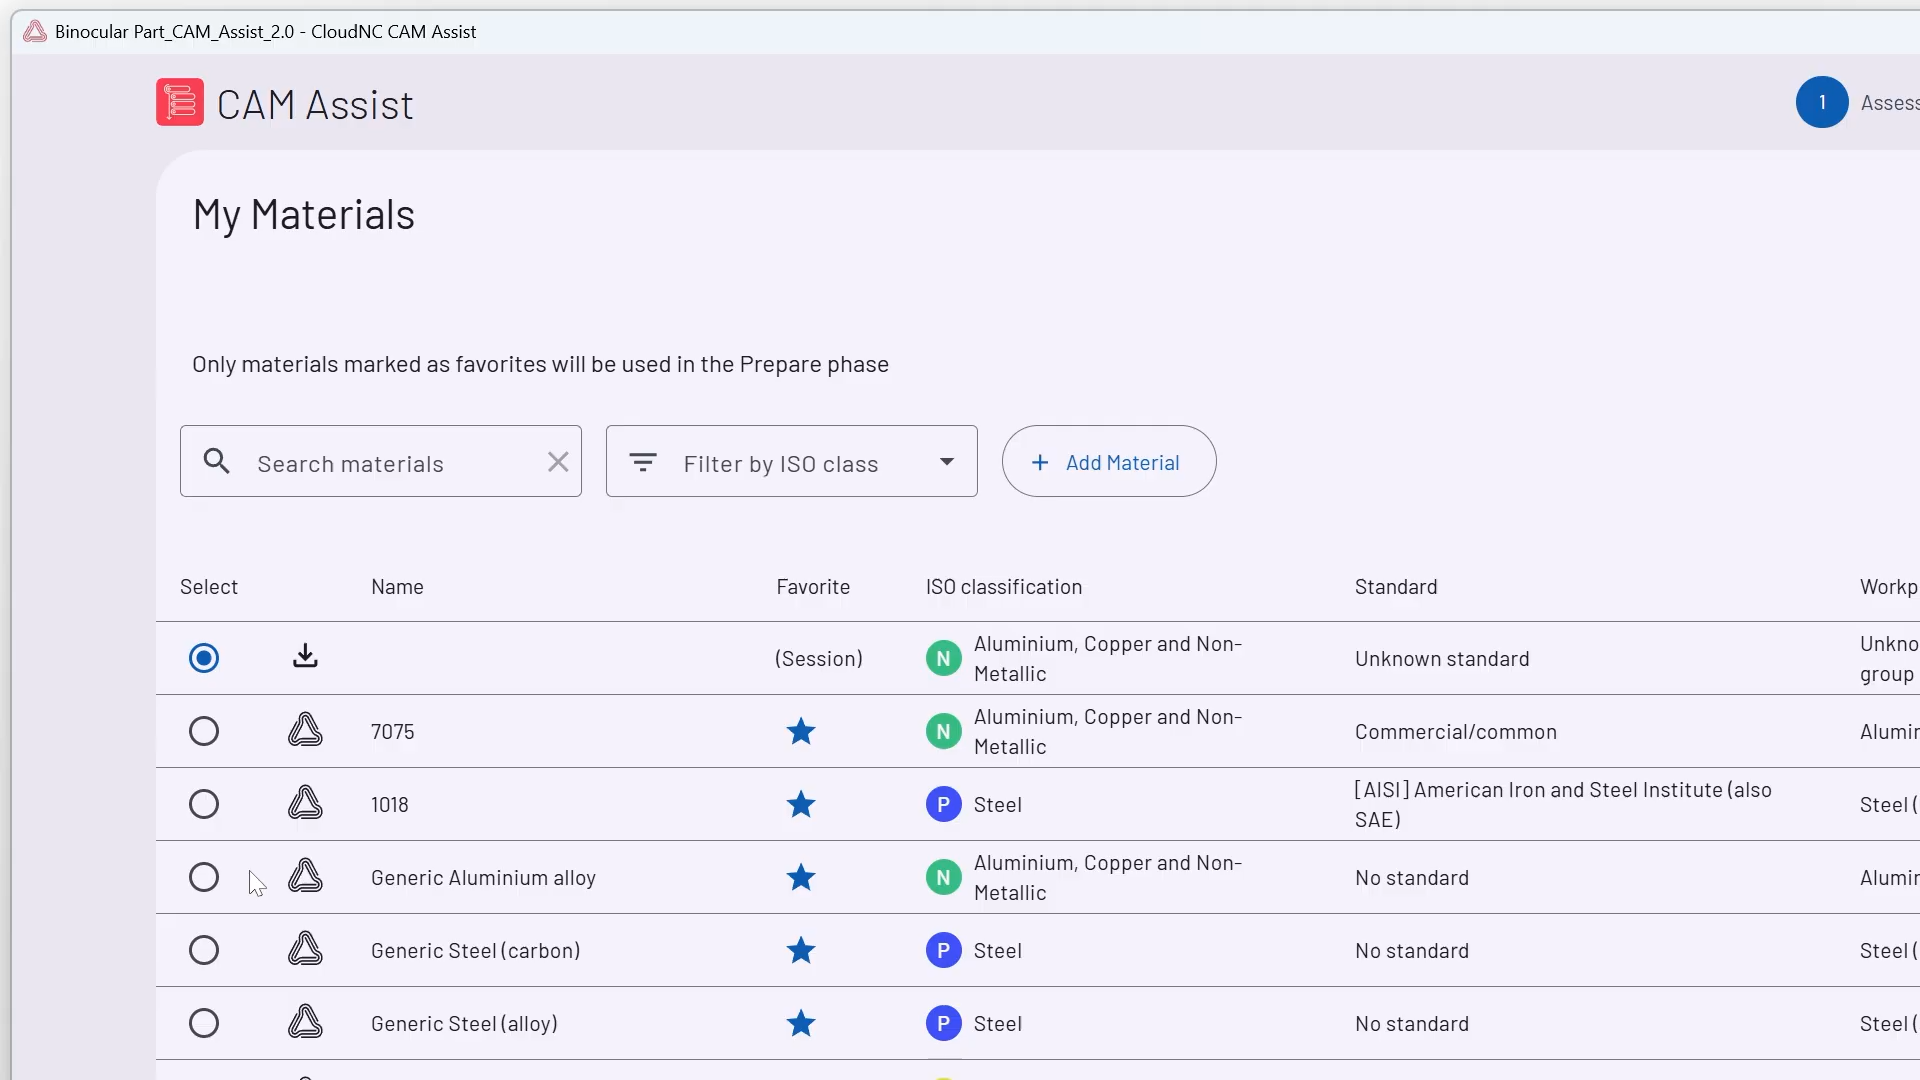 Binocular Part_CAM_Assist_2.0 - CloudNC CAM Assist
CAM Assist
1 Assess
My Materials
Only materials marked as favorites will be used in the Prepare phase
Search materials
Filter by ISO class
+ Add Material
Select Name Favorite ISO classification Standard Workp
(Session) N Aluminium, Copper and Non-
Metallic
Unknown standard
Unkno
group
7075
N Aluminium, Copper and Non-
Metallic
Commercial/common
Alumin
1018
P Steel
[AISI] American Iron and Steel Institute (also
SAE)
Steel (
Generic Aluminium alloy
N Aluminium, Copper and Non-
Metallic
No standard
Alumin
Generic Steel (carbon)
P Steel
No standard
Steel (
Generic Steel (alloy)
P Steel
No standard
Steel (